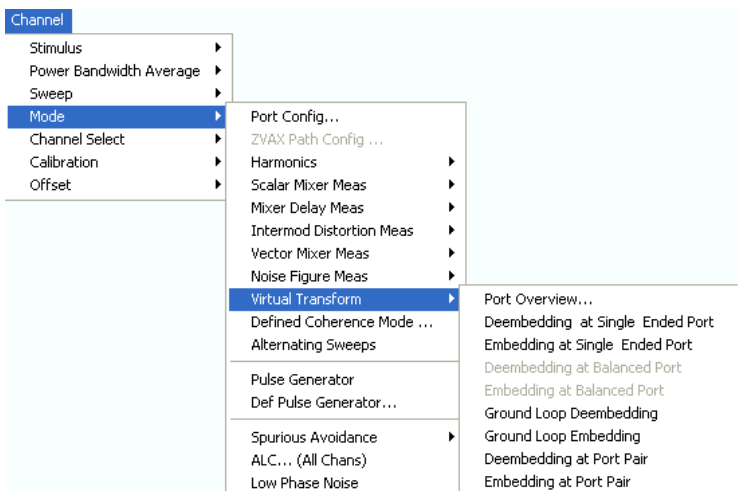 Channel
Stimulus
Power Bandwidth Average
Sweep
Mode
Channel Select
Calibration
Offset
Port Config...
ZVAX Path Config ...
Harmonics
Scalar Mixer Meas
Mixer Delay Meas
Intermod Distortion Meas
Vector Mixer Meas
Noise Figure Meas
Virtual Transform
Defined Coherence Mode ...
Alternating Sweeps
Pulse Generator
Def Pulse Generator...
Spurious Avoidance
ALC... (All Chans)
Low Phase Noise
Port Overview...
Deembedding at Single Ended Port
Embedding at Single Ended Port
Deembedding at Balanced Port
Embedding at Balanced Port
Ground Loop Deembedding
Ground Loop Embedding
Deembedding at Port Pair
Embedding at Port Pair